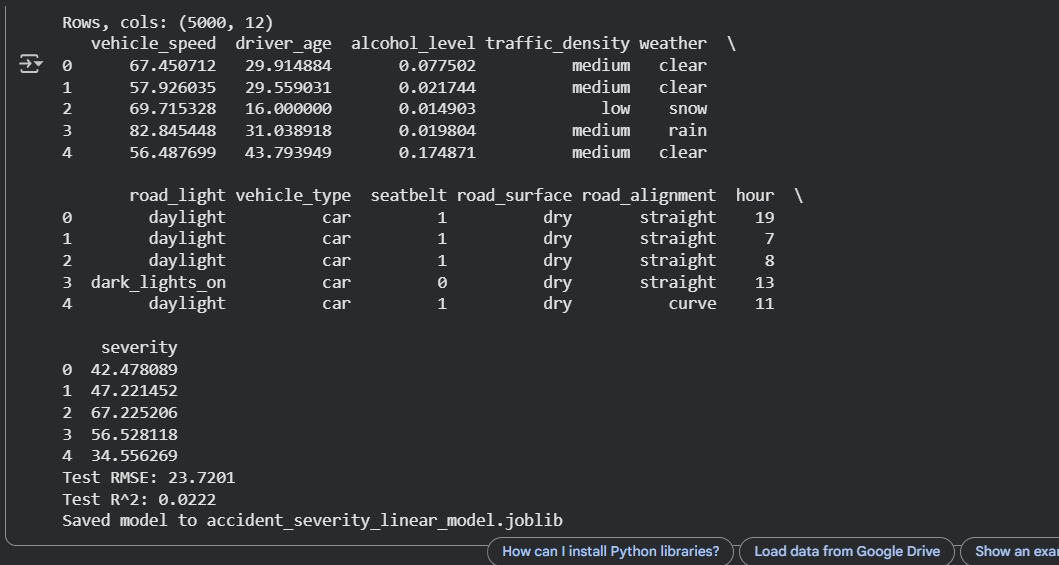 Rows, cols: (5000, 12)
vehicle_speed driver_age alcohol_level traffic_density weather \
0 67.450712 29.914884 0.077502 medium clear
1 57.926035 29.559031 0.021744 medium clear
2 69.715328 16.000000 0.014903 low snow
3 82.845448 31.038918 0.019804 medium rain
4 56.487699 43.793949 0.174871 medium clear
road_light vehicle_type seatbelt road_surface road_alignment hour \
0 daylight car 1 dry straight 19
1 daylight car 1 dry straight 7
2 daylight car 1 dry straight 8
3 dark_lights_on car 0 dry straight 13
4 daylight car 1 dry curve 11
severity
0 42.478089
1 47.221452
2 67.225206
3 56.528118
4 34.556269
Test RMSE: 23.7201
Test R^2: 0.0222
Saved model to accident_severity_linear_model.joblib
How can I install Python libraries? Load data from Google Drive Show an